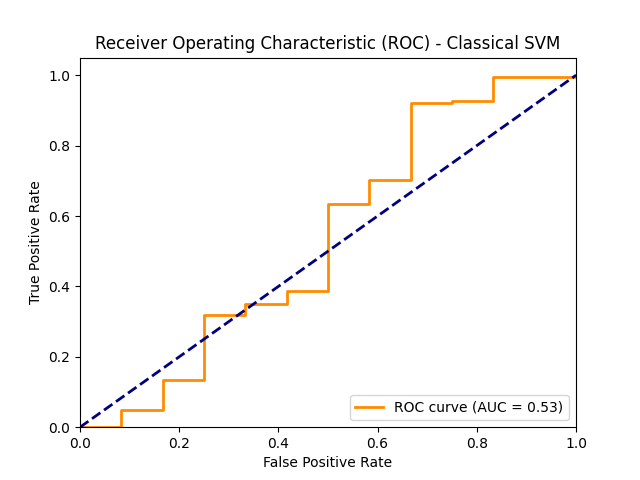 Receiver Operating Characteristic (ROC) - Classical SVM
1.0
0.8
0.6
0.4
0.2
0.0
True Positive Rate
ROC curve (AUC = 0.53)
0.0 0.2 0.4 0.6 0.8 1.0
False Positive Rate